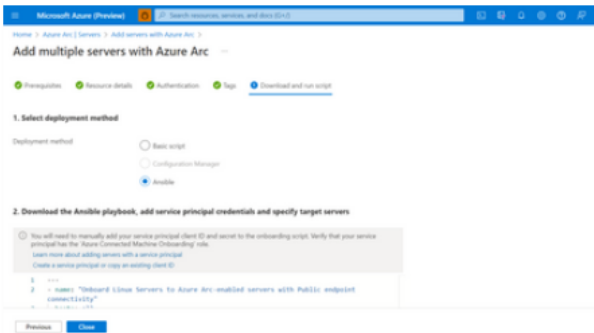 Microsoft Azure (Preview)
Search resources, services, and docs (G+/)
Home > Azure Arc | Servers > Add servers with Azure Arc >
Add multiple servers with Azure Arc ...
Prerequisites
Resource details
Authentication
Tags
Download and run script
1. Select deployment method
Deployment method
Basic script
Configuration Manager
Ansible
2. Download the Ansible playbook, add service principal credentials and specify target servers
You will need to manually add your service principal client ID and secret to the onboarding script. Verify that your service
principal has the 'Azure Connected Machine Onboarding' role.
Learn more about adding servers with a service principal
Create a service principal or copy an existing client ID
1 ---
2 - name: "Onboard Linux Servers to Azure Arc-enabled servers with Public endpoint
connectivity"
Previous
Close